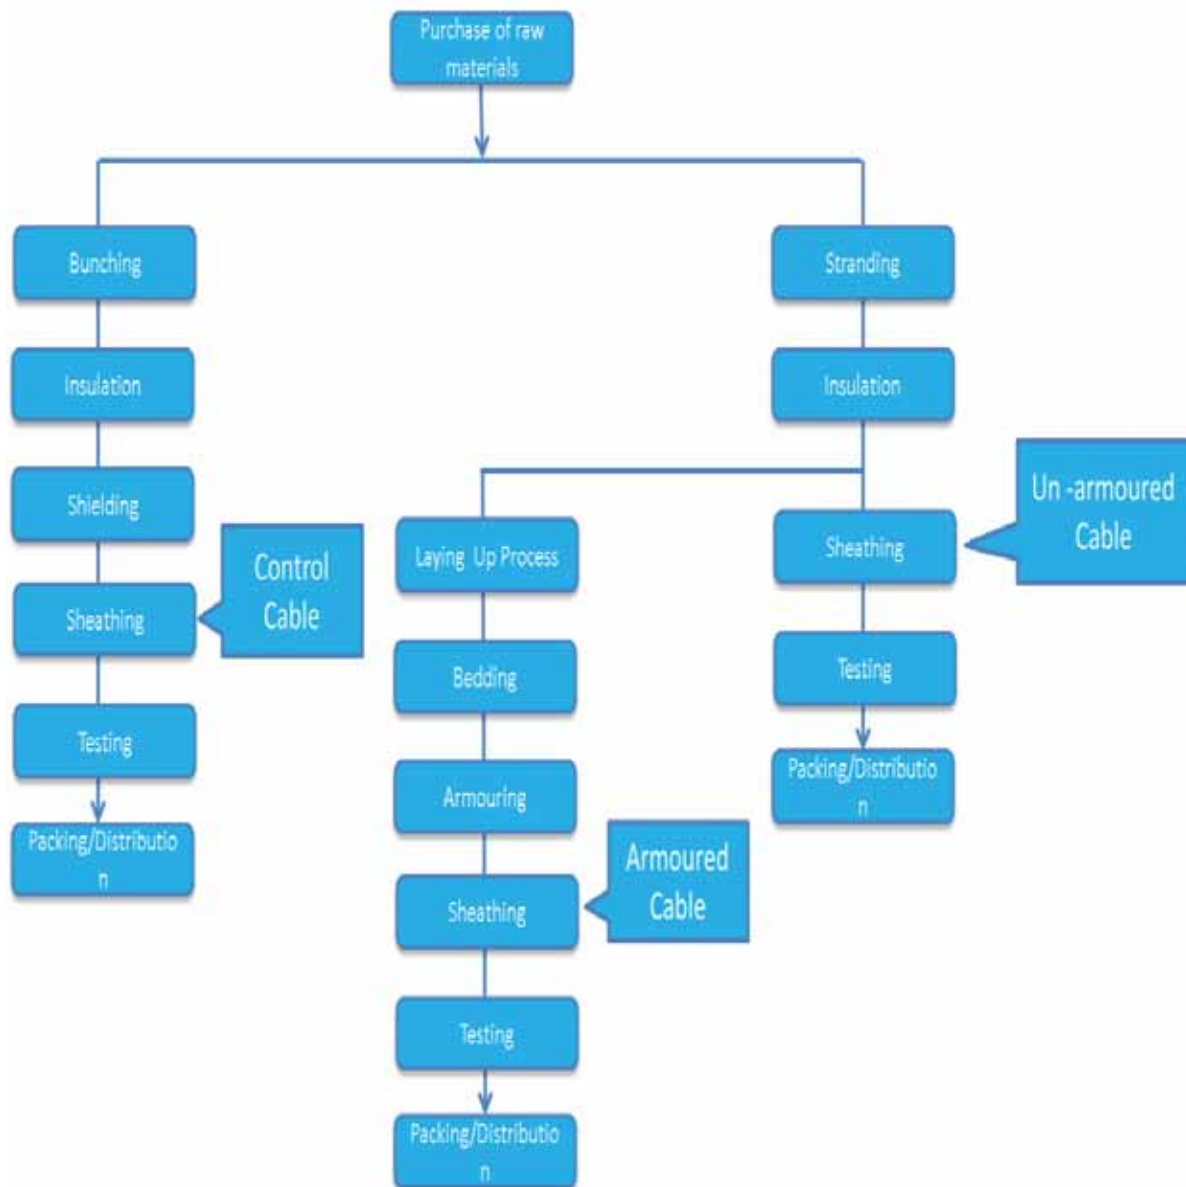 Purchase of raw
materials
Bunching
Stranding
Insulation
Insulation
Un -armoured
Cable
Shielding
Laying Up Process
Sheathing
Control
Cable
Sheathing
Bedding
Testing
Testing
Armouring
Packing/Distributio
n
Packing/Distributio
n
Armoured
Cable
Sheathing
Testing
Packing/Distributio
n